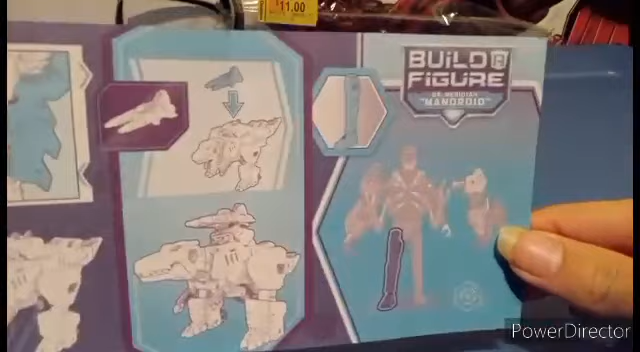 $11.00
BUILD A
FIGURE
DR. MERIDIAN
"MANDROID"
PowerDirector